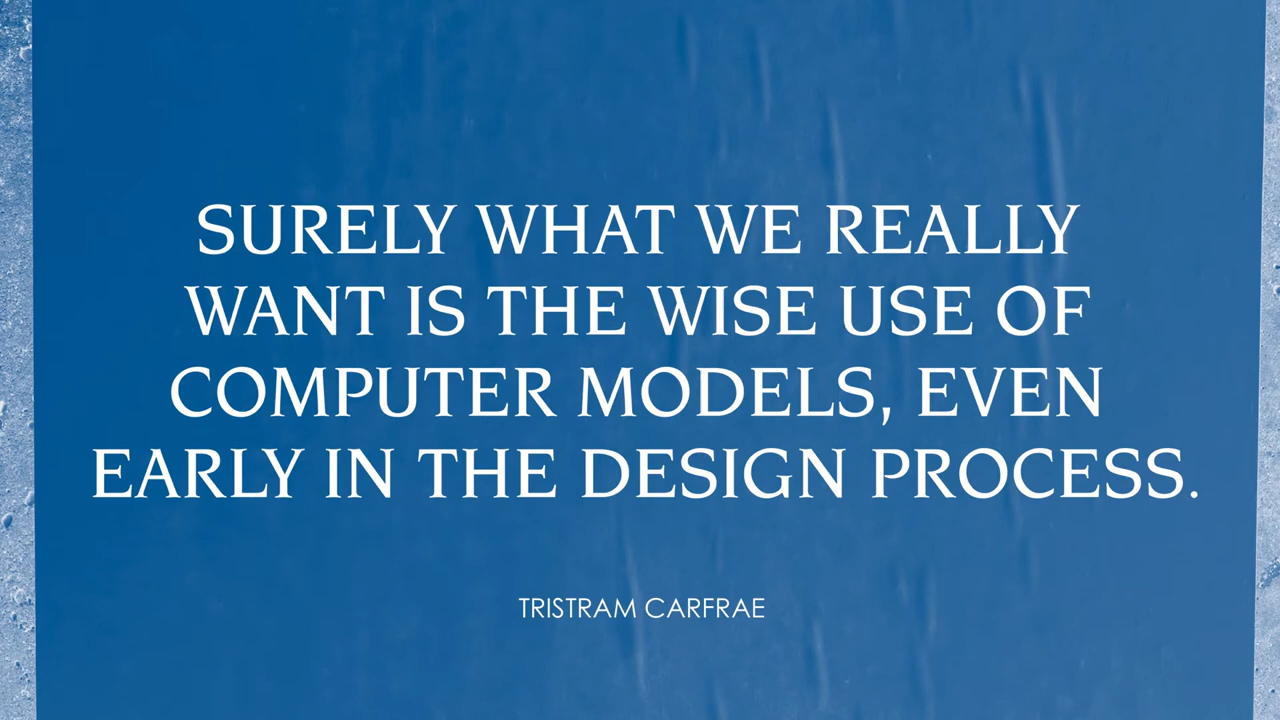 SURELY WHAT WE REALLY
WANT IS THE WISE USE OF
COMPUTER MODELS, EVEN
EARLY IN THE DESIGN PROCESS.
TRISTRAM CARFRAE